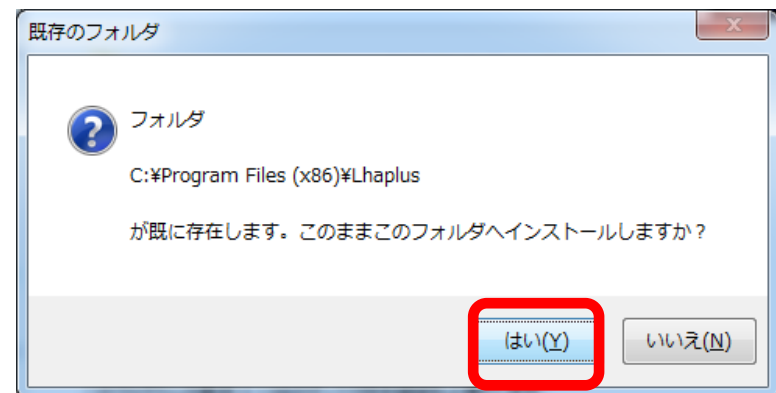 既存のフォルダ
フォルダ
C:¥Program Files (x86)¥Lhaplus
が既に存在します。このままこのフォルダへインストールしますか？
はい(Y)
いいえ(N)